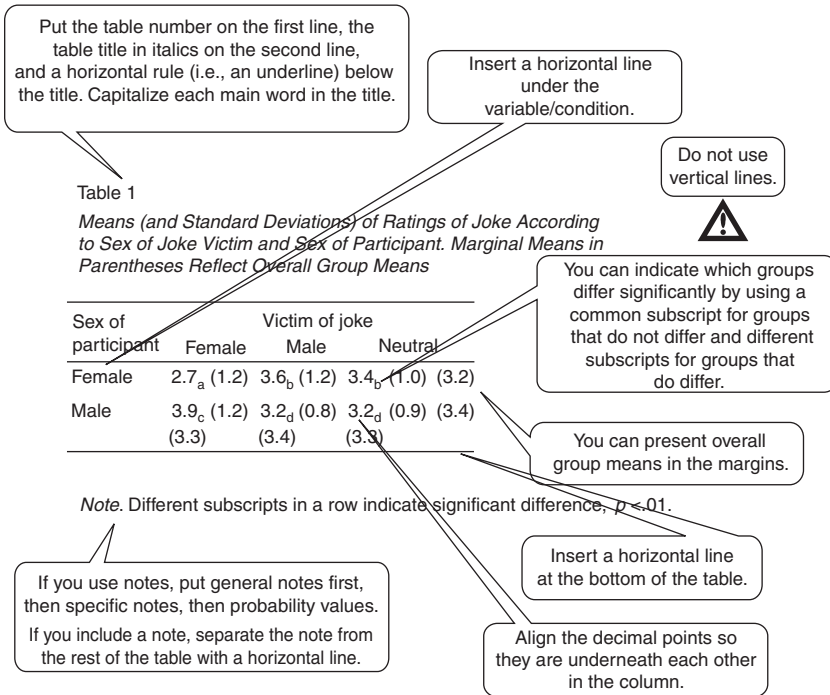 Put the table number on the first line, the
table title in italics on the second line,
and a horizontal rule (i.e., an underline) below
the title. Capitalize each main word in the title.
Insert a horizontal line
under the
variable/condition.
Do not use
vertical lines.
Table 1
Means (and Standard Deviations) of Ratings of Joke According
to Sex of Joke Victim and Sex of Participant. Marginal Means in
Parentheses Reflect Overall Group Means
You can indicate which groups
differ significantly by using a
common subscript for groups
that do not differ and different
subscripts for groups that
do differ.
Sex of Victim of joke
participant Female Male Neutral
Female 2.7a (1.2) 3.6b (1.2) 3.4b (1.0) (3.2)
Male 3.9c (1.2) 3.2d (0.8) 3.2d (0.9) (3.4)
(3.3) (3.4) (3.3)
You can present overall
group means in the margins.
Note. Different subscripts in a row indicate significant difference, p <.01.
Insert a horizontal line
at the bottom of the table.
If you use notes, put general notes first,
then specific notes, then probability values.
If you include a note, separate the note from
the rest of the table with a horizontal line.
Align the decimal points so
they are underneath each other
in the column.